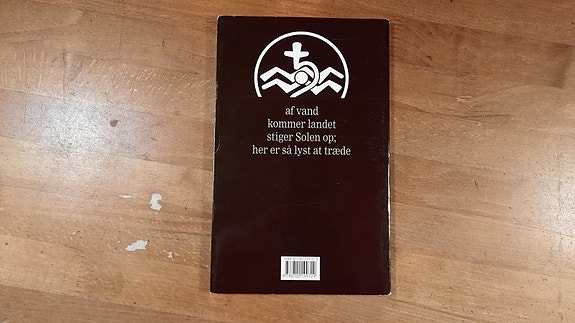 af vand
kommer landet
stiger Solen op;
her er så lyst at træde